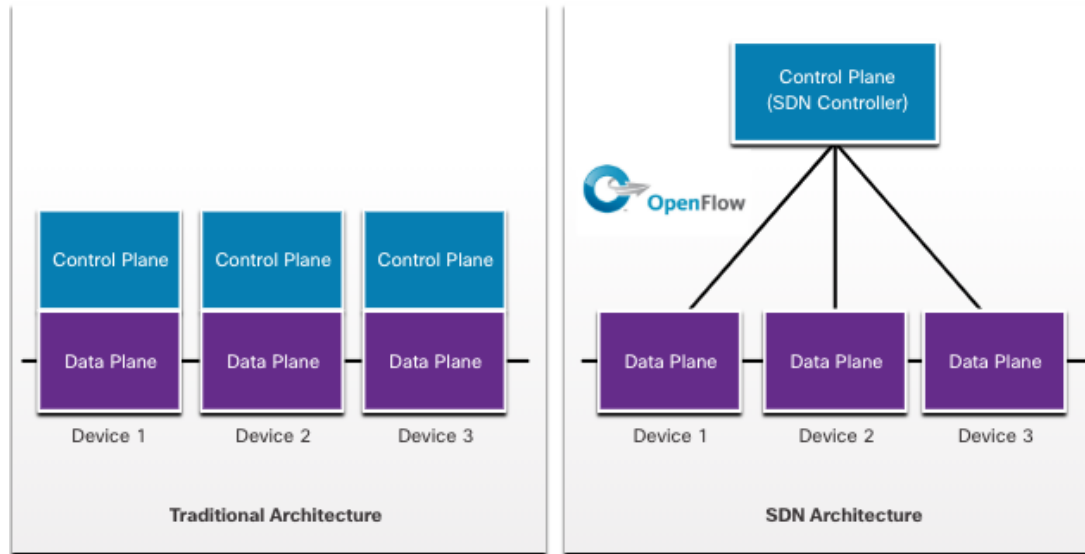 Control Plane
Control Plane
Control Plane
Data Plane
Data Plane
Data Plane
Device 1
Device 2
Device 3
Traditional Architecture
Control Plane
(SDN Controller)
OpenFlow
Data Plane
Data Plane
Data Plane
Device 1
Device 2
Device 3
SDN Architecture